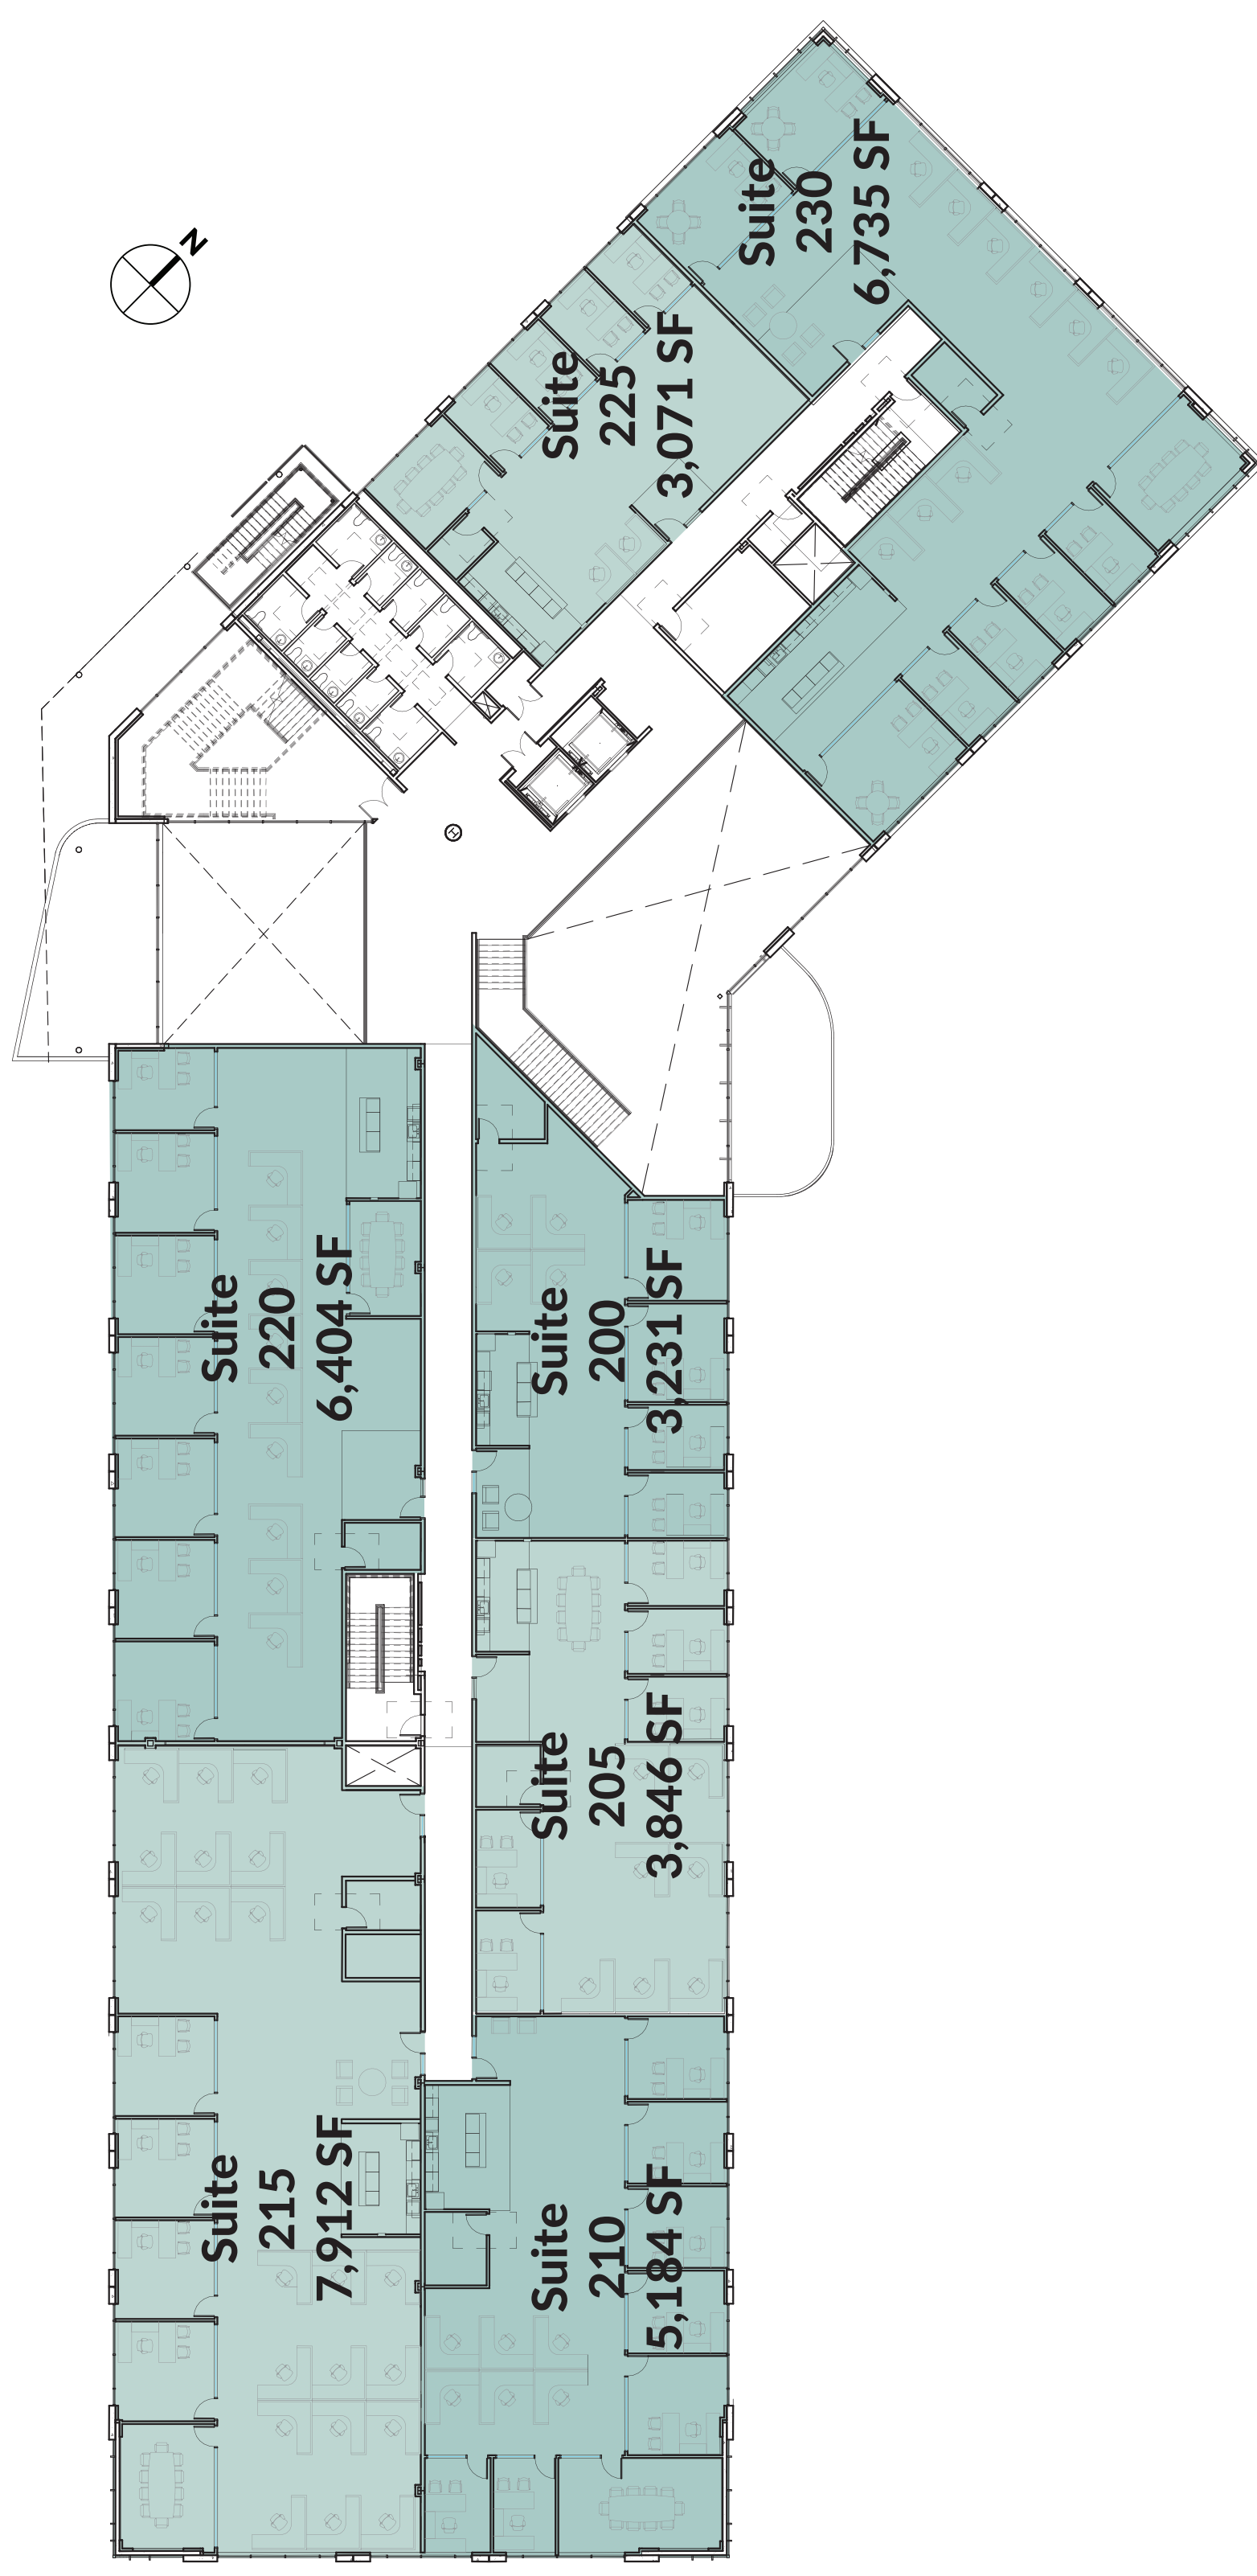 N
Suite
230
6,735 SF
Suite
225
3,071 SF
H
Suite
220
6,404 SF
Suite
200
3,231 SF
Suite
205
3,846 SF
Suite
215
7,912 SF
Suite
210
5,184 SF